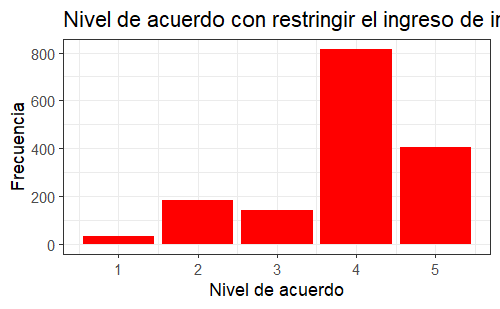 Nivel de acuerdo con restringir el ingreso de
Frecuencia
800
600
400
200
0
1 2 3 4 5
Nivel de acuerdo